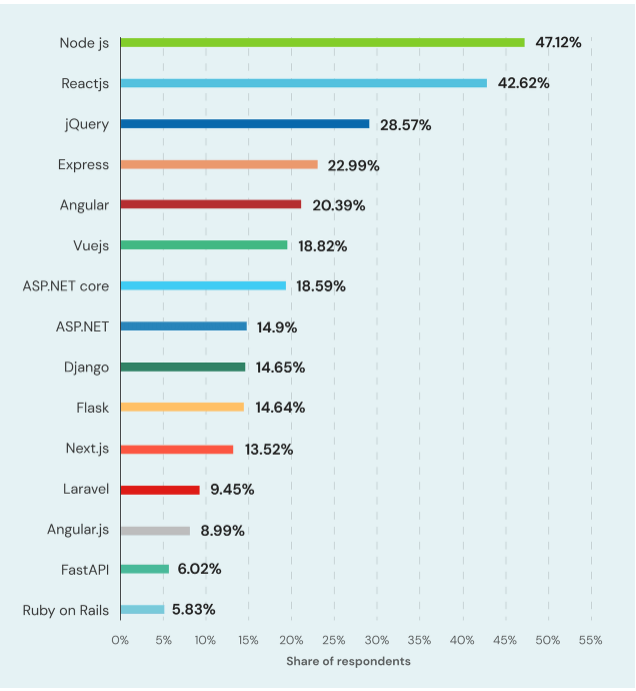 Node js 47.12%
Reactjs 42.62%
jQuery 28.57%
Express 22.99%
Angular 20.39%
Vuejs 18.82%
ASP.NET core 18.59%
ASP.NET 14.9%
Django 14.65%
Flask 14.64%
Next.js 13.52%
Laravel 9.45%
Angular.js 8.99%
FastAPI 6.02%
Ruby on Rails 5.83%
0% 5% 10% 15% 20% 25% 30% 35% 40% 45% 50% 55%
Share of respondents